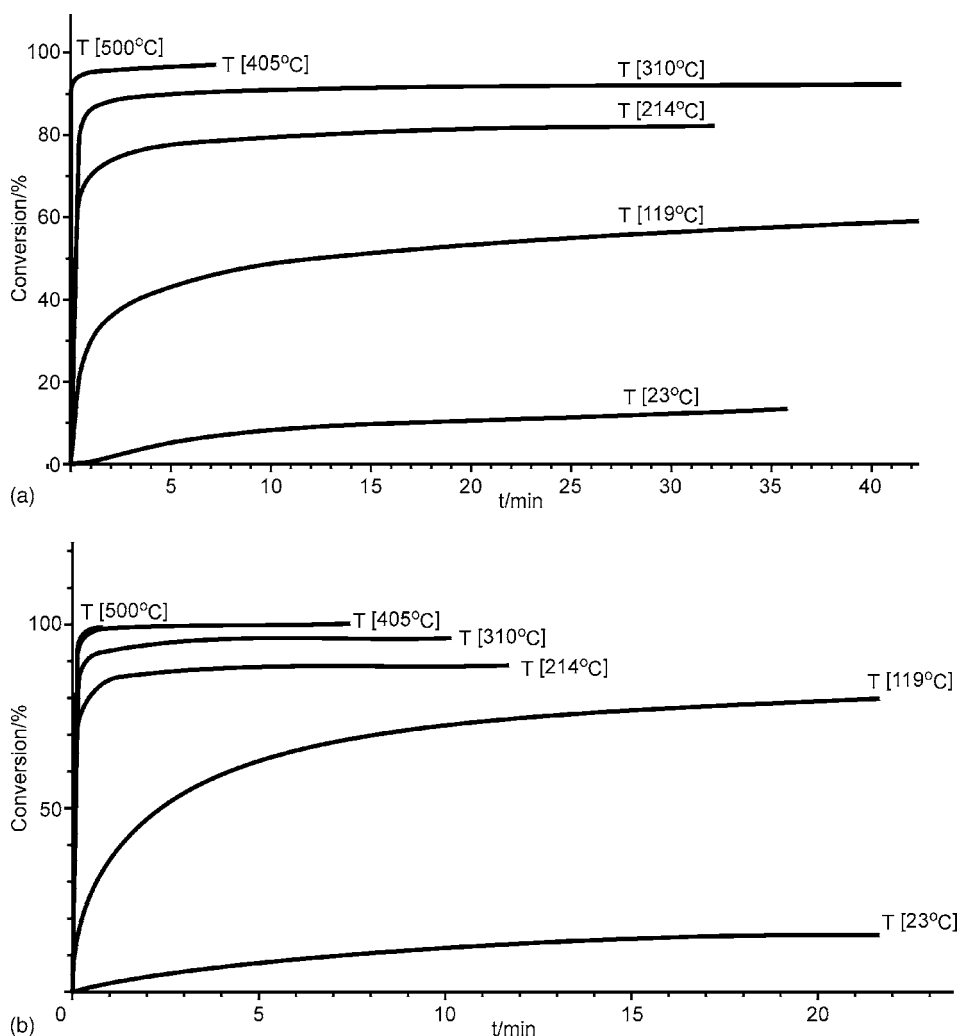 100
T [500°C]
T [405°C]
T [310°C]
T [214°C]
80
T [119°C]
60
Conversion/%
40
T [23°C]
20
0
5
10
15
20
25
30
35
40
(a)
t/min
T [500°C]
T [405°C]
100
T [310°C]
T [214°C]
T [119°C]
Conversion/%
50
T [23°C]
0
5
10
15
20
(b)
t/min